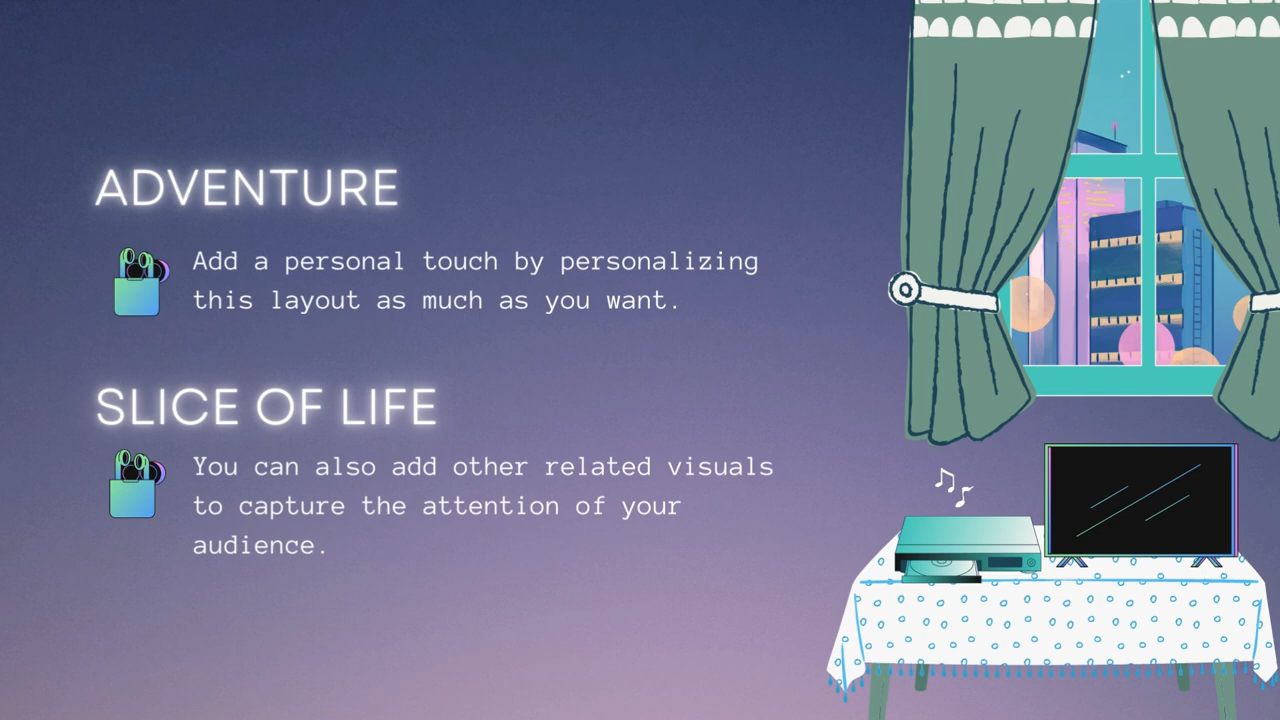 ADVENTURE
Add a personal touch by personalizing
this layout as much as you want.
SLICE OF LIFE
You can also add other related visuals
to capture the attention of your
audience.